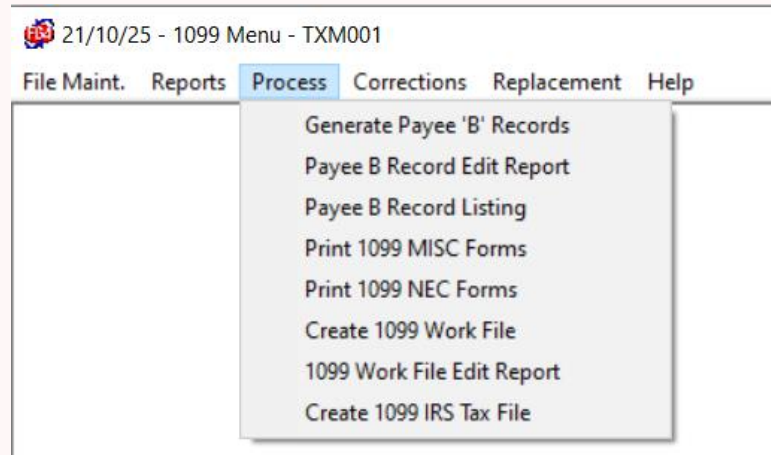 21/10/25 - 1099 Menu - TXM001
File Maint. Reports Process Corrections Replacement Help
Generate Payee 'B' Records
Payee B Record Edit Report
Payee B Record Listing
Print 1099 MISC Forms
Print 1099 NEC Forms
Create 1099 Work File
1099 Work File Edit Report
Create 1099 IRS Tax File